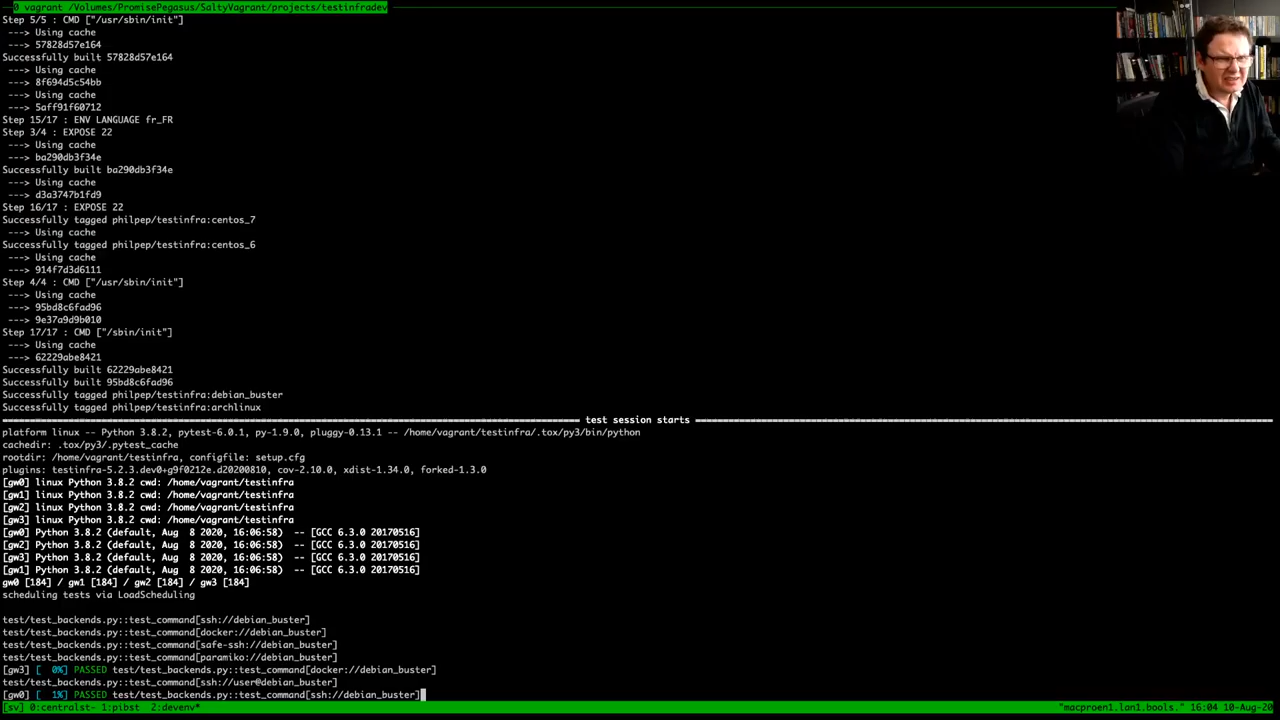 0 vagrant /Volumes/PromisePegasus/SaltyVagrant/projects/testinfradev
Step 5/5 : CMD ["/usr/sbin/init"]
---> Using cache
---> 57828d57e164
Successfully built 57828d57e164
---> Using cache
---> 8f694d5c54bb
---> Using cache
---> 5aff91f60712
Step 15/17 : ENV LANGUAGE fr_FR
Step 3/4 : EXPOSE 22
---> Using cache
---> ba290db3f34e
Successfully built ba290db3f34e
---> Using cache
---> d3a3747b1fd9
Step 16/17 : EXPOSE 22
Successfully tagged philpep/testinfra:centos_7
---> Using cache
Successfully tagged philpep/testinfra:centos_6
---> Using cache
---> 914f7d3d6111
Step 4/4 : CMD ["/usr/sbin/init"]
---> Using cache
---> 95bd8c6fad96
---> 9e37a9d9b010
Step 17/17 : CMD ["/sbin/init"]
---> Using cache
---> 62229abe8421
Successfully built 62229abe8421
Successfully built 95bd8c6fad96
Successfully tagged philpep/testinfra:debian_buster
Successfully tagged philpep/testinfra:archlinux
test session starts
platform linux -- Python 3.8.2, pytest-6.0.1, py-1.9.0, pluggy-0.13.1 -- /home/vagrant/testinfra/.tox/py3/bin/python
cachedir: .tox/py3/.pytest_cache
rootdir: /home/vagrant/testinfra, configfile: setup.cfg
plugins: testinfra-5.2.3.dev0+g9f0212e.d20200810, cov-2.10.0, xdist-1.34.0, forked-1.3.0
[gw0] linux Python 3.8.2 cwd: /home/vagrant/testinfra
[gw1] linux Python 3.8.2 cwd: /home/vagrant/testinfra
[gw2] linux Python 3.8.2 cwd: /home/vagrant/testinfra
[gw3] linux Python 3.8.2 cwd: /home/vagrant/testinfra
[gw0] Python 3.8.2 (default, Aug  8 2020, 16:06:58)  -- [GCC 6.3.0 20170516]
[gw2] Python 3.8.2 (default, Aug  8 2020, 16:06:58)  -- [GCC 6.3.0 20170516]
[gw3] Python 3.8.2 (default, Aug  8 2020, 16:06:58)  -- [GCC 6.3.0 20170516]
[gw1] Python 3.8.2 (default, Aug  8 2020, 16:06:58)  -- [GCC 6.3.0 20170516]
gw0 [184] / gw1 [184] / gw2 [184] / gw3 [184]
scheduling tests via LoadScheduling
test/test_backends.py::test_command[ssh://debian_buster]
test/test_backends.py::test_command[docker://debian_buster]
test/test_backends.py::test_command[safe-ssh://debian_buster]
test/test_backends.py::test_command[paramiko://debian_buster]
[gw3] [  0%] PASSED test/test_backends.py::test_command[docker://debian_buster]
test/test_backends.py::test_command[ssh://user@debian_buster]
[gw0] [  1%] PASSED test/test_backends.py::test_command[ssh://debian_buster]
[sv] 0:centralst- 1:pibst  2:devenv* "macproen1.lan1.bools." 16:04 10-Aug-20